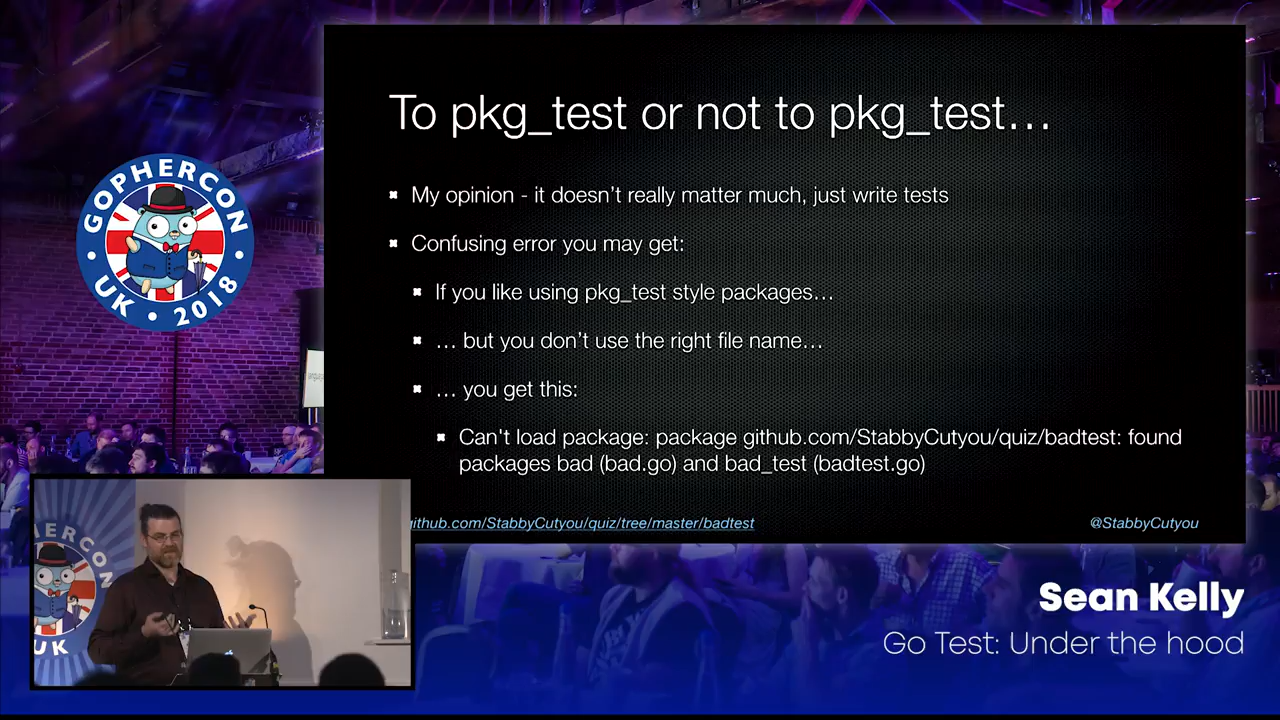 To pkg_test or not to pkg_test…
My opinion - it doesn't really matter much, just write tests
Confusing error you may get:
If you like using pkg_test style packages…
… but you don't use the right file name…
… you get this:
Can't load package: package github.com/StabbyCutyou/quiz/badtest: found
packages bad (bad.go) and bad_test (badtest.go)
github.com/StabbyCutyou/quiz/tree/master/badtest
@StabbyCutyou
GOPHERCON
UK • 2018
Sean Kelly
Go Test: Under the hood